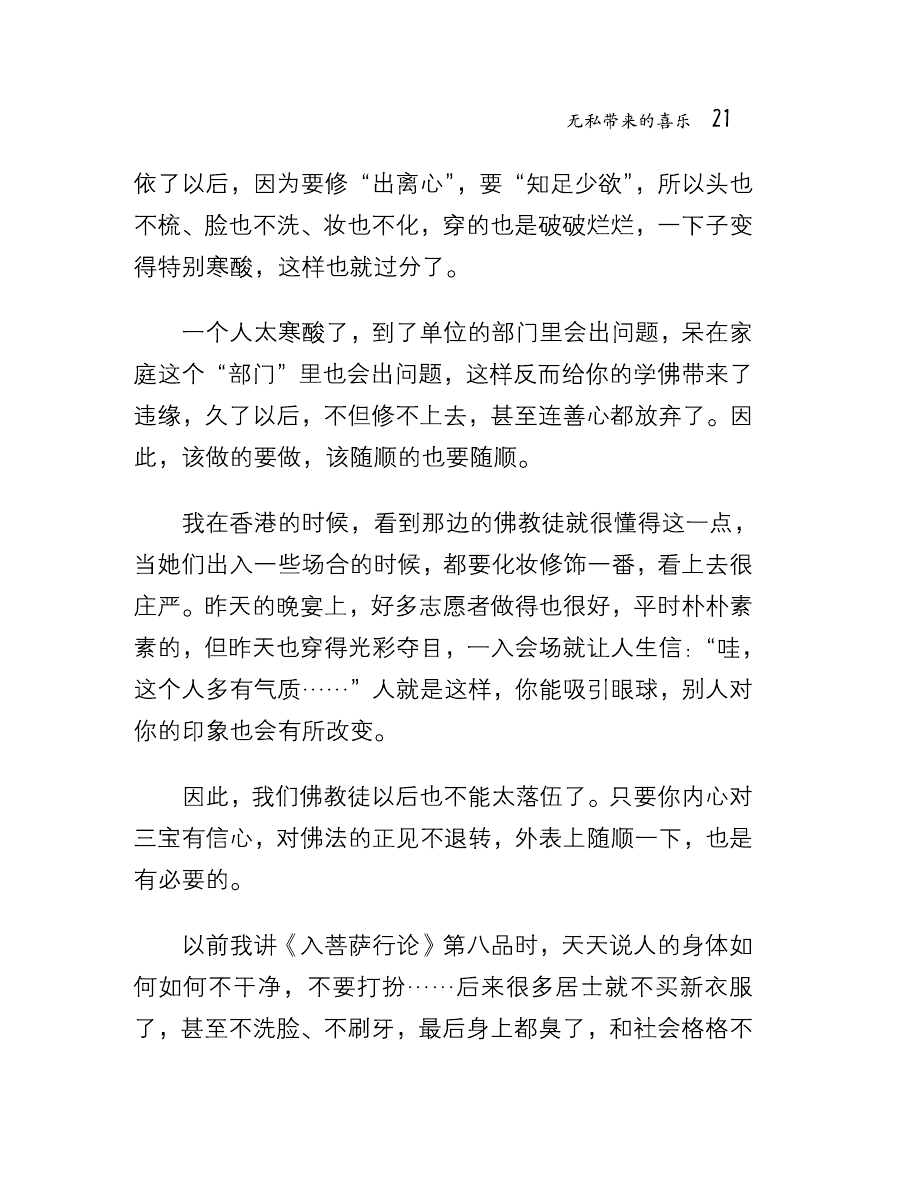 无私带来的喜乐 21
依了以后，因为要修“出离心”，要“知足少欲”，所以头也
不梳、脸也不洗、妆也不化，穿的也是破破烂烂，一下子变
得特别寒酸，这样也就过分了。
一个人太寒酸了，到了单位的部门里会出问题，呆在家
庭这个“部门”里也会出问题，这样反而给你的学佛带来了
违缘，久了以后，不但修不上去，甚至连善心都放弃了。因
此，该做的要做，该随顺的也要随顺。
我在香港的时候，看到那边的佛教徒就很懂得这一点，
当她们出入一些场合的时候，都要化妆修饰一番，看上去很
庄严。昨天的晚宴上，好多志愿者做得也很好，平时朴朴素
素的，但昨天也穿得光彩夺目，一入会场就让人生信：“哇，
这个人多有气质……”人就是这样，你能吸引眼球，别人对
你的印象也会有所改变。
因此，我们佛教徒以后也不能太落伍了。只要你内心对
三宝有信心，对佛法的正见不退转，外表上随顺一下，也是
有必要的。
以前我讲《入菩萨行论》第八品时，天天说人的身体如
何如何不干净，不要打扮……后来很多居士就不买新衣服
了，甚至不洗脸、不刷牙，最后身上都臭了，和社会格格不